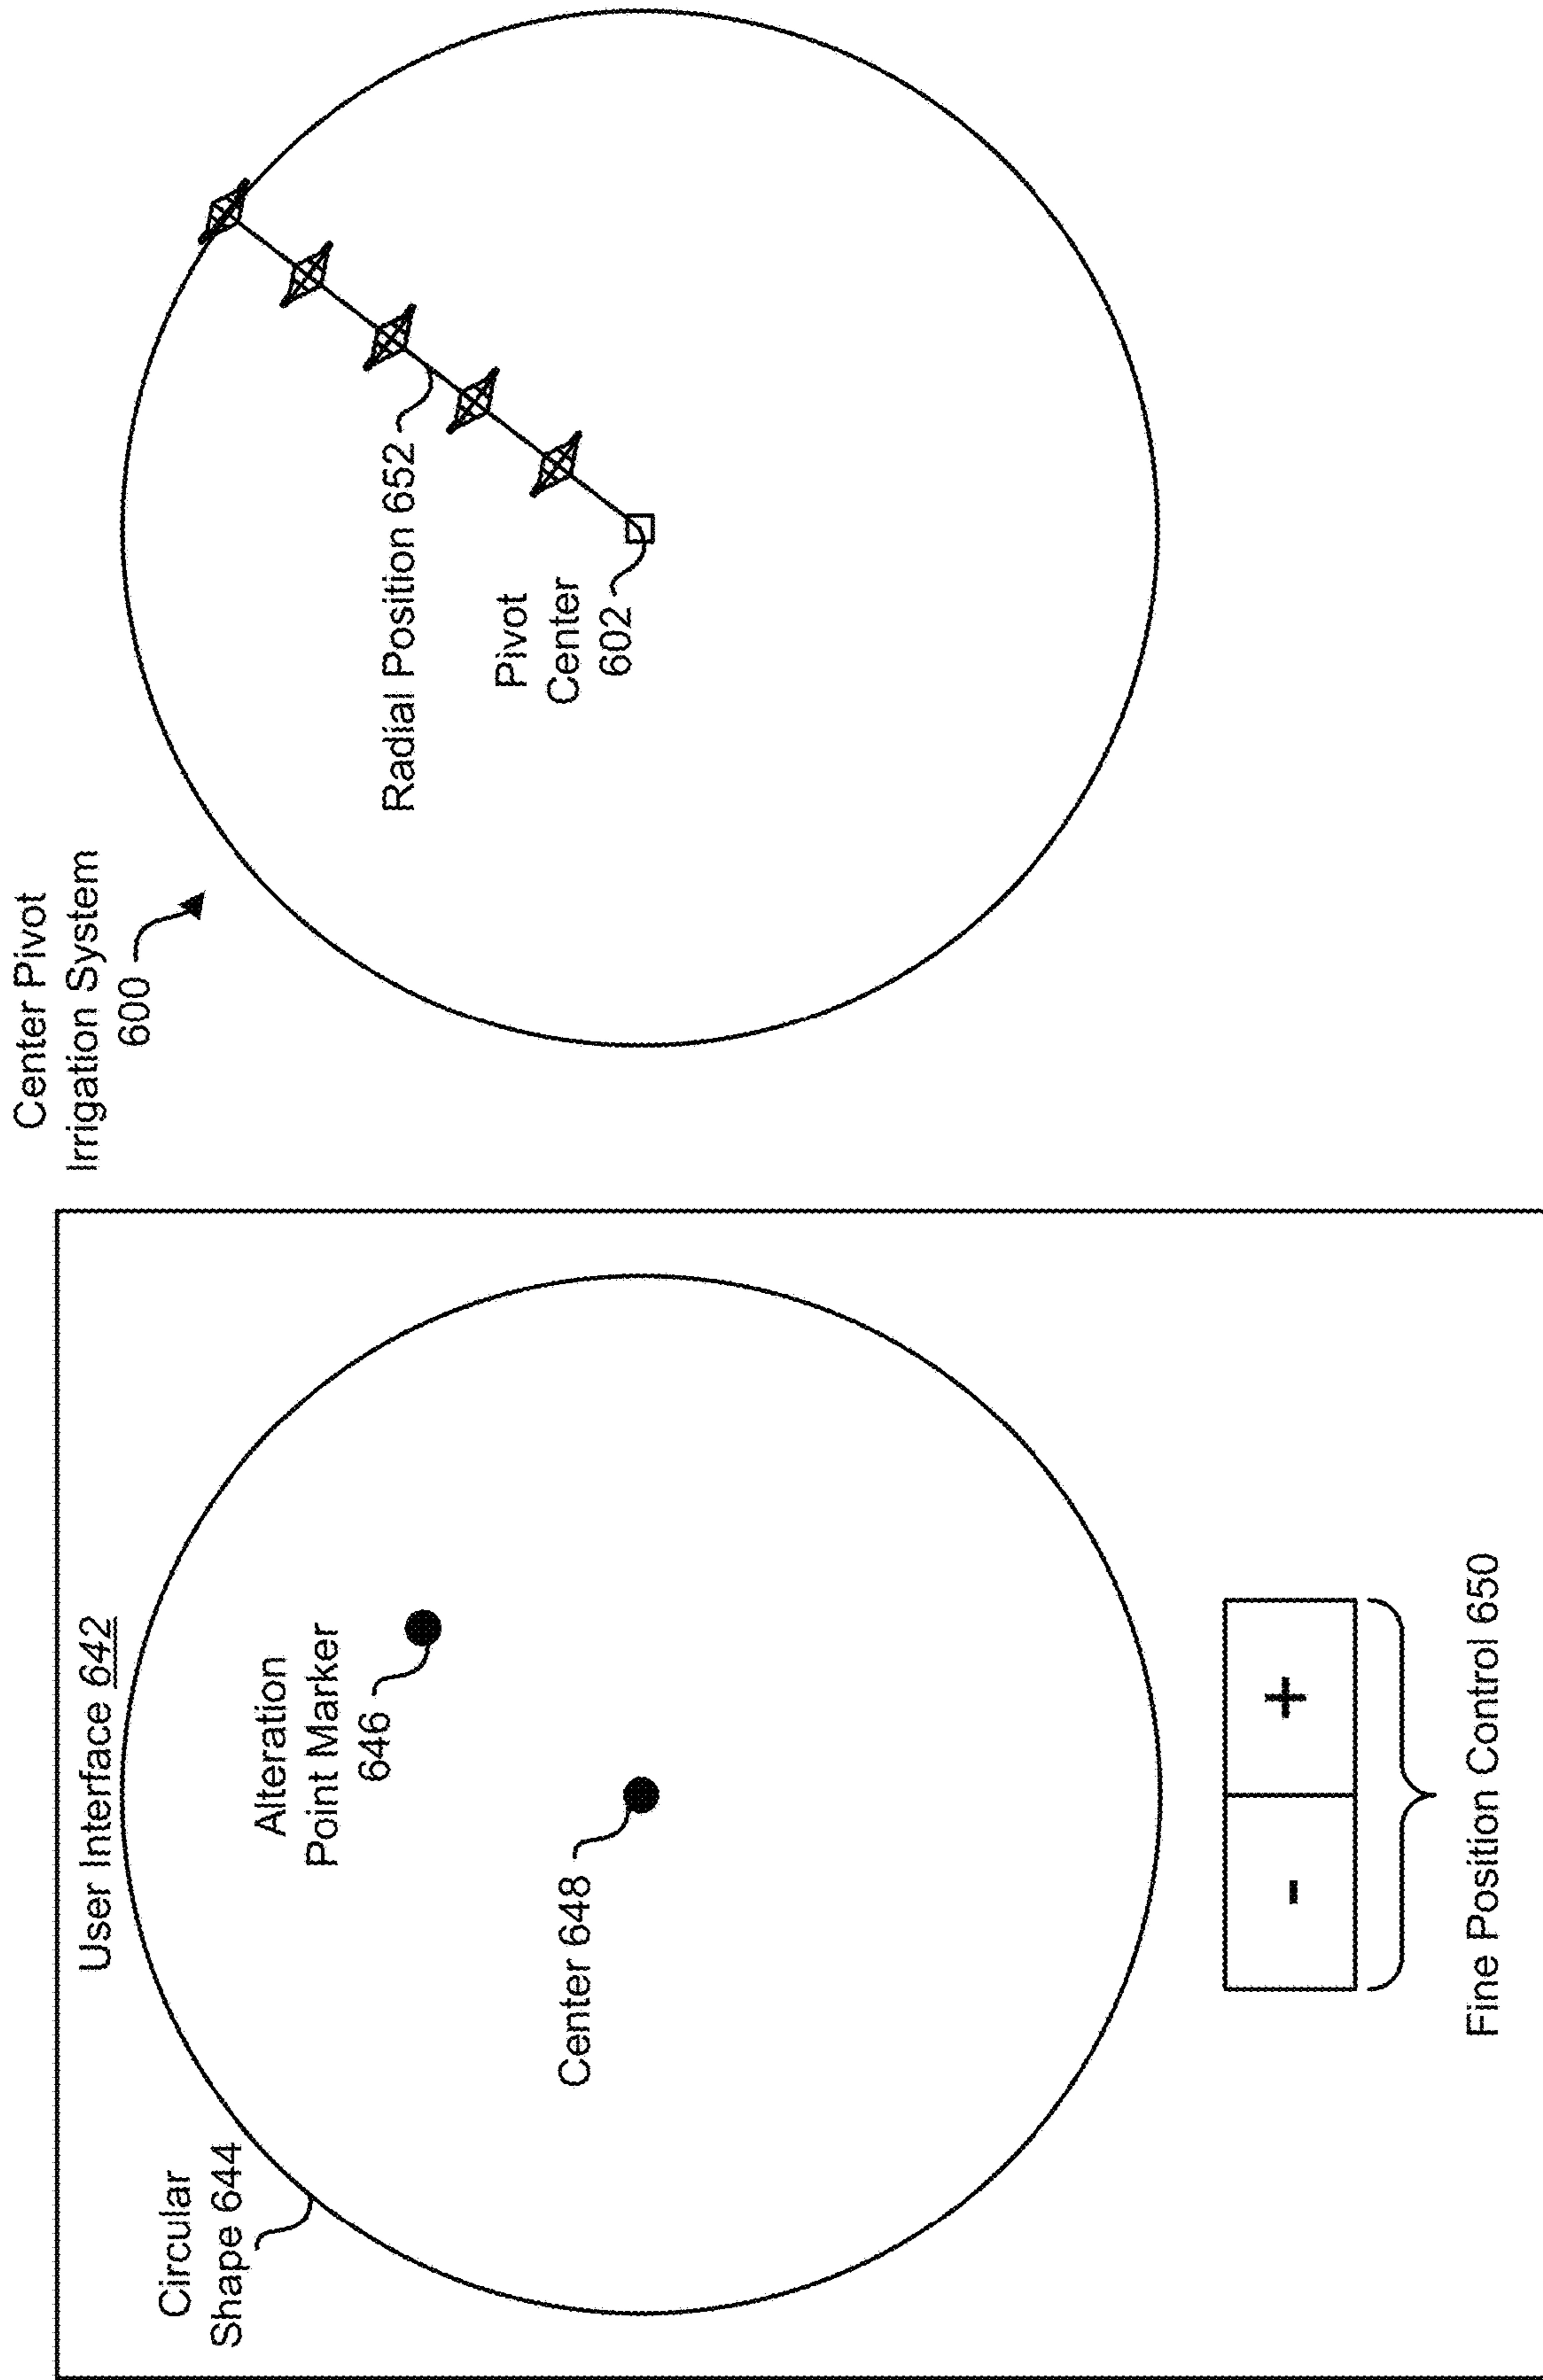 User Interface 642
Circular
Shape 644
Alteration
Point Marker
646
Center 648
-
+
Fine Position Control 650
Center Pivot
Irrigation System
600
Radial Position 652
Pivot
Center
602